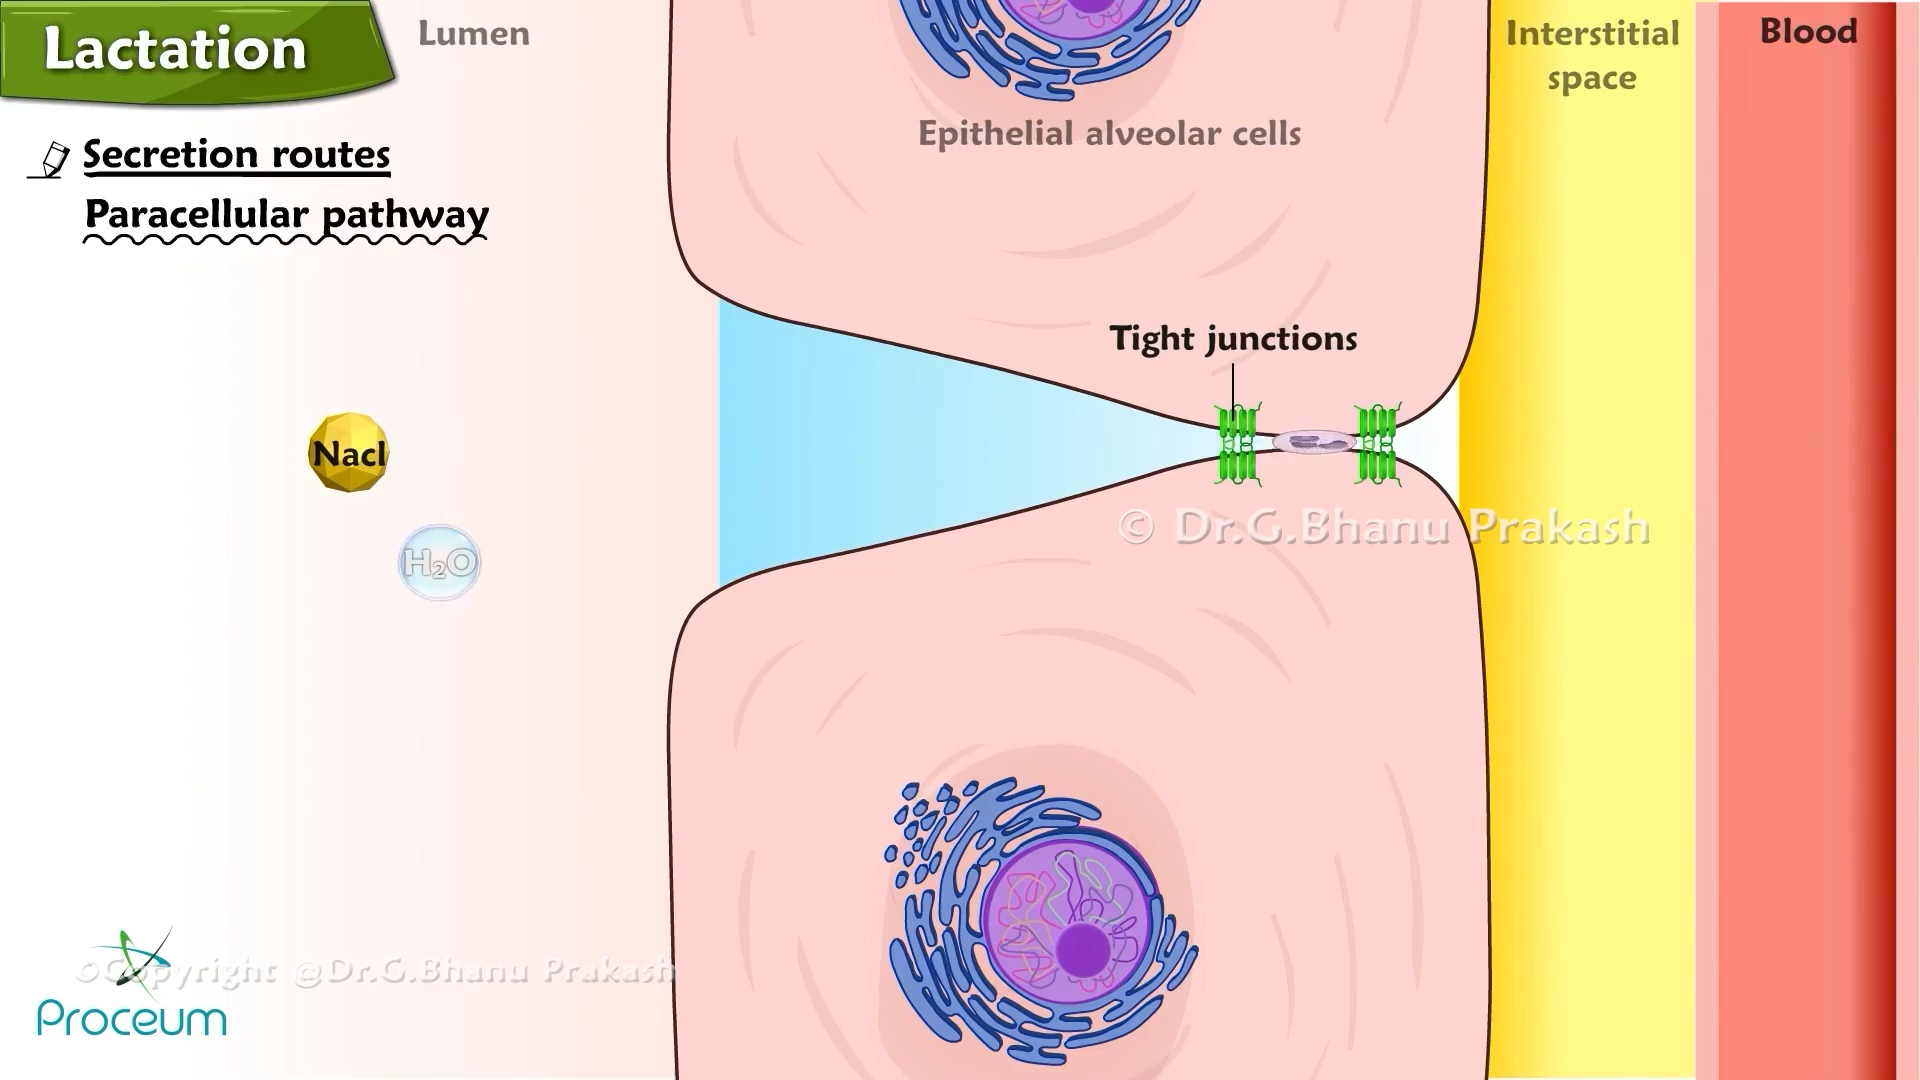 Lactation
Lumen
Interstitial
space
Blood
Epithelial alveolar cells
Secretion routes
Paracellular pathway
Tight junctions
Nacl
H₂O
© Dr.G.Bhanu Prakash
©Copyright @Dr.G.Bhanu Prakash
Proceum